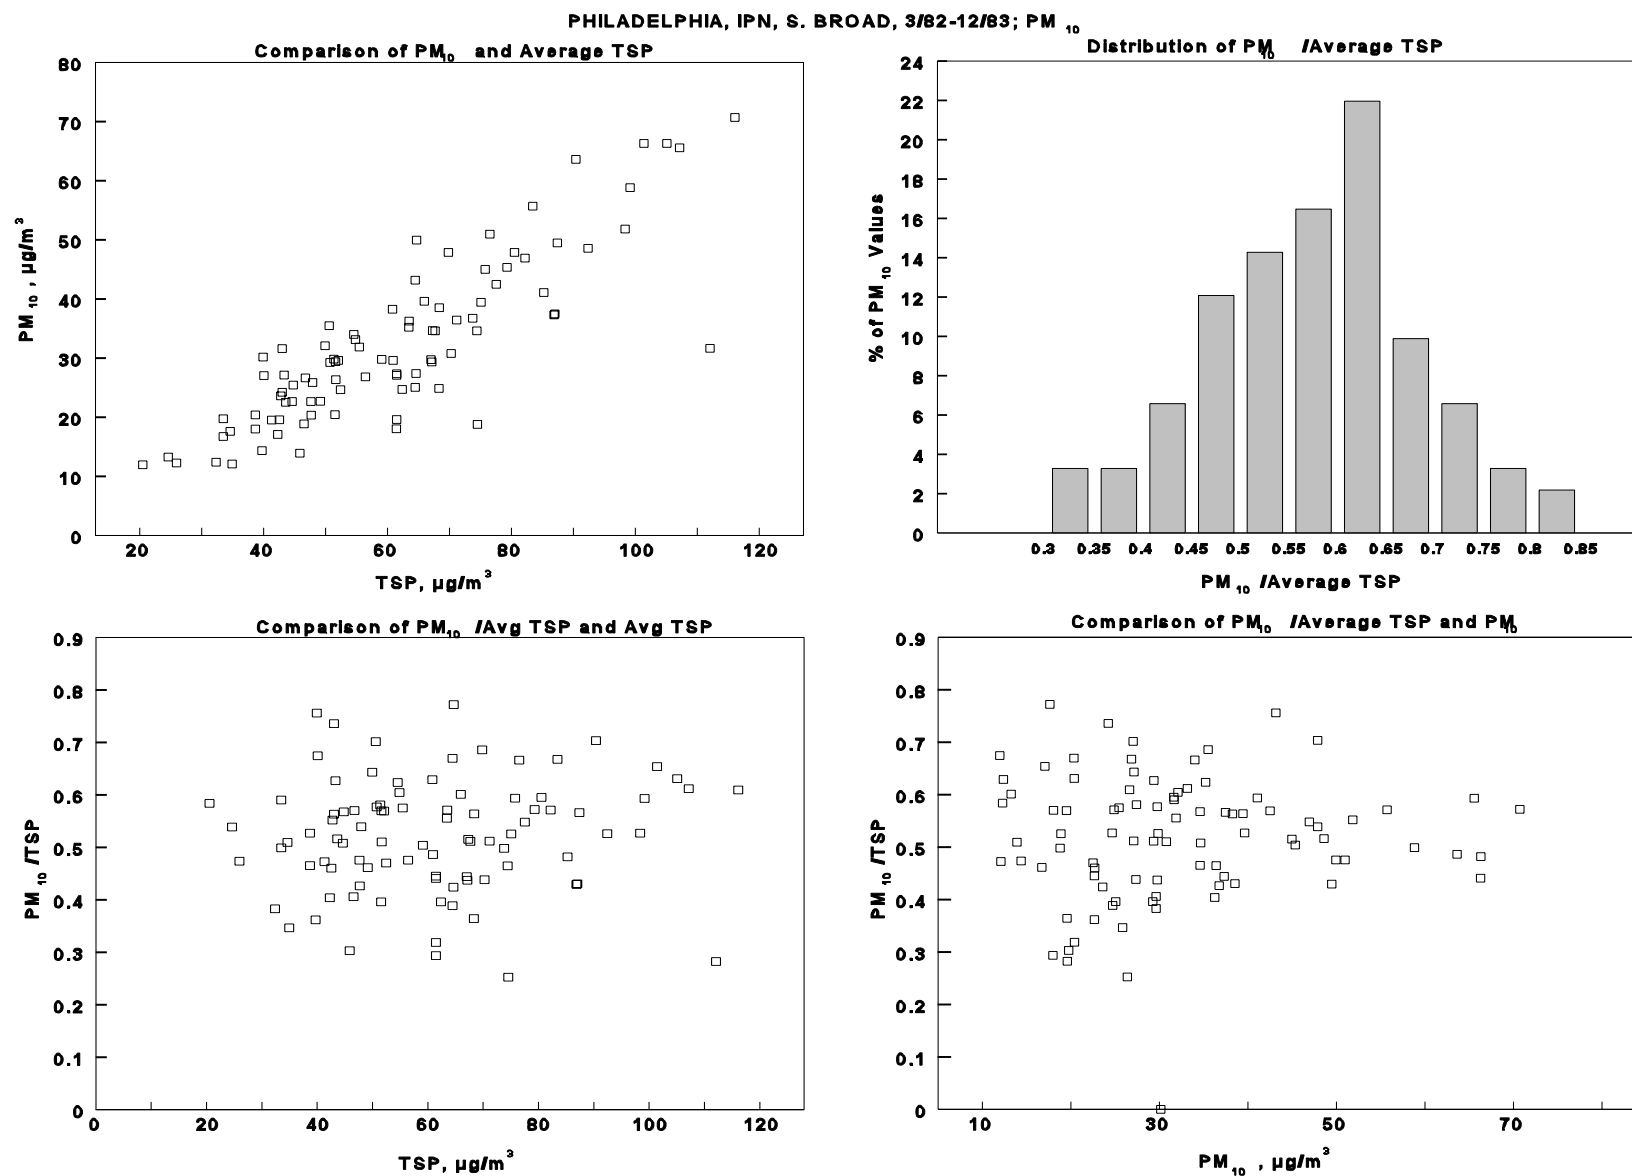 PHILADELPHIA, IPN, S. BROAD, 3/82-12/83; PM 10
Comparison of PM10 and Average TSP
80
70
60
50
40
30
20
10
0
PM 10 , µg/m3
20 40 60 80 100 120
TSP, µg/m3
Distribution of PM10 /Average TSP
24
22
20
18
16
14
12
10
8
6
4
2
0
% of PM 10 Values
0.3 0.35 0.4 0.45 0.5 0.55 0.6 0.65 0.7 0.75 0.8 0.85
PM 10 /Average TSP
Comparison of PM10 /Avg TSP and Avg TSP
0.9
0.8
0.7
0.6
0.5
0.4
0.3
0.2
0.1
0
PM 10 /TSP
0 20 40 60 80 100 120
TSP, µg/m3
Comparison of PM10 /Average TSP and PM10
0.9
0.8
0.7
0.6
0.5
0.4
0.3
0.2
0.1
0
PM 10 /TSP
10 30 50 70
PM 10 , µg/m3